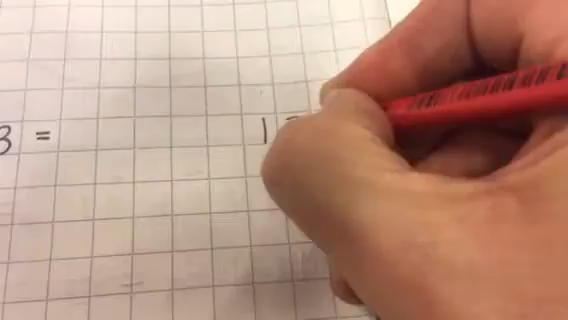 3 = 1